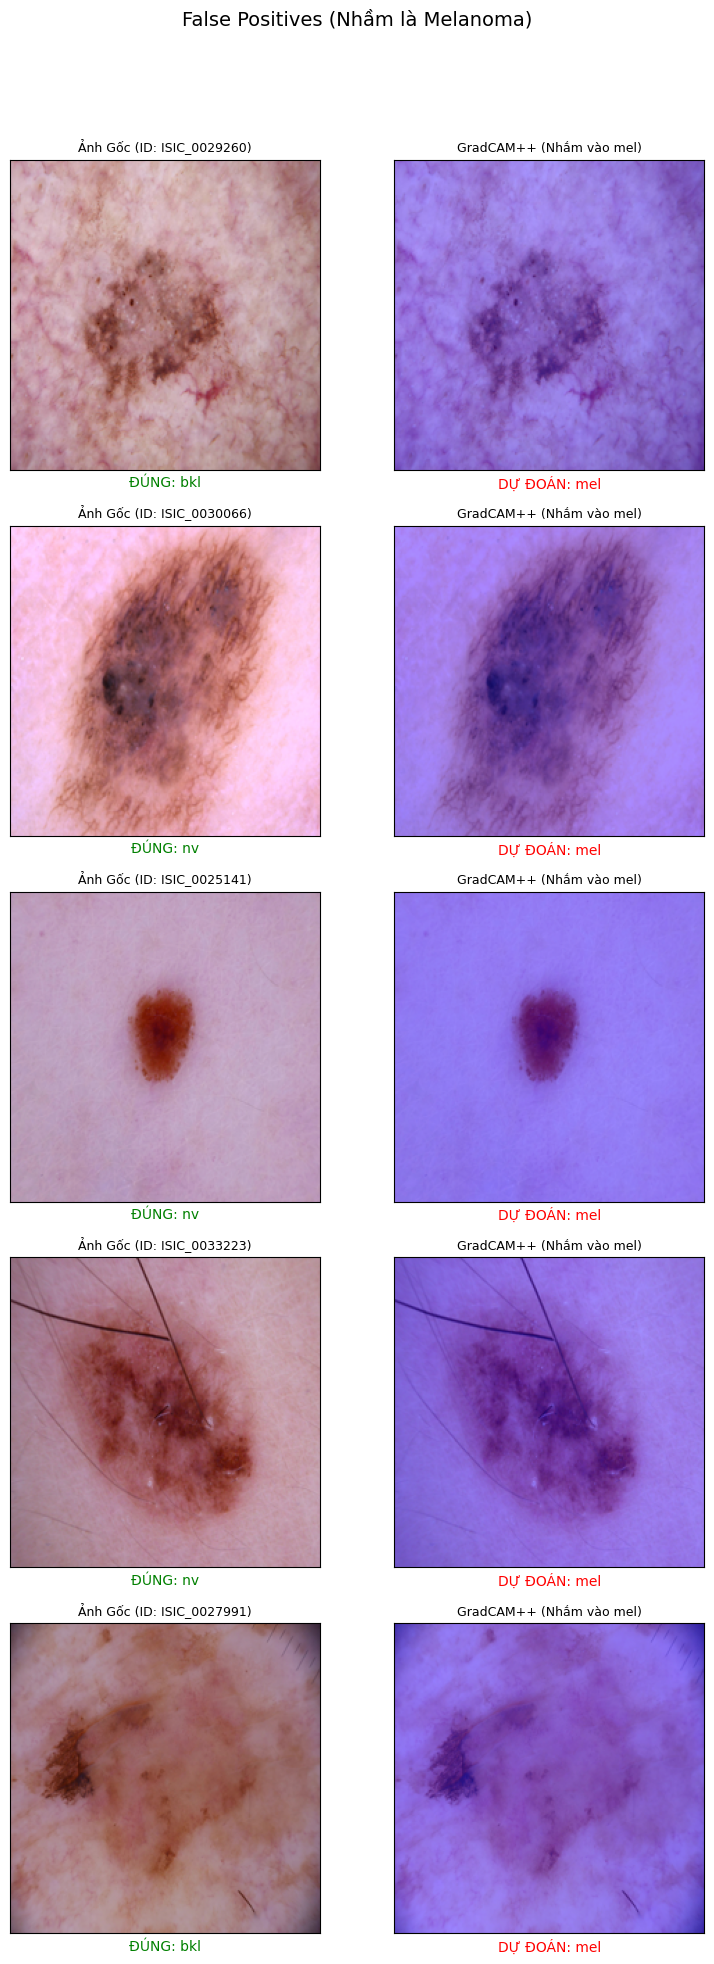 False Positives (Nhầm là Melanoma)
Ảnh Gốc (ID: ISIC_0029260)
GradCAM++ (Nhắm vào mel)
ĐÚNG: bkl
DỰ ĐOÁN: mel
Ảnh Gốc (ID: ISIC_0030066)
GradCAM++ (Nhắm vào mel)
ĐÚNG: nv
DỰ ĐOÁN: mel
Ảnh Gốc (ID: ISIC_0025141)
GradCAM++ (Nhắm vào mel)
ĐÚNG: nv
DỰ ĐOÁN: mel
Ảnh Gốc (ID: ISIC_0033223)
GradCAM++ (Nhắm vào mel)
ĐÚNG: nv
DỰ ĐOÁN: mel
Ảnh Gốc (ID: ISIC_0027991)
GradCAM++ (Nhắm vào mel)
ĐÚNG: bkl
DỰ ĐOÁN: mel